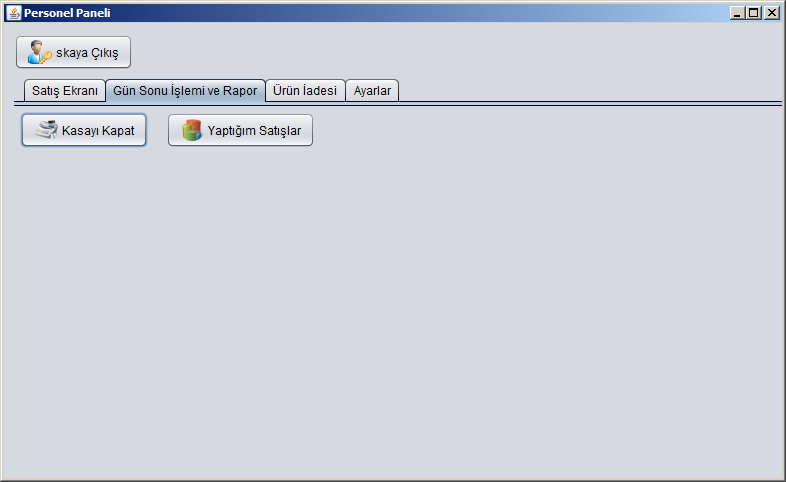 Personel Paneli
skaya Çıkış
Satış Ekranı Gün Sonu İşlemi ve Rapor Ürün İadesi Ayarlar
Kasayı Kapat Yaptığım Satışlar